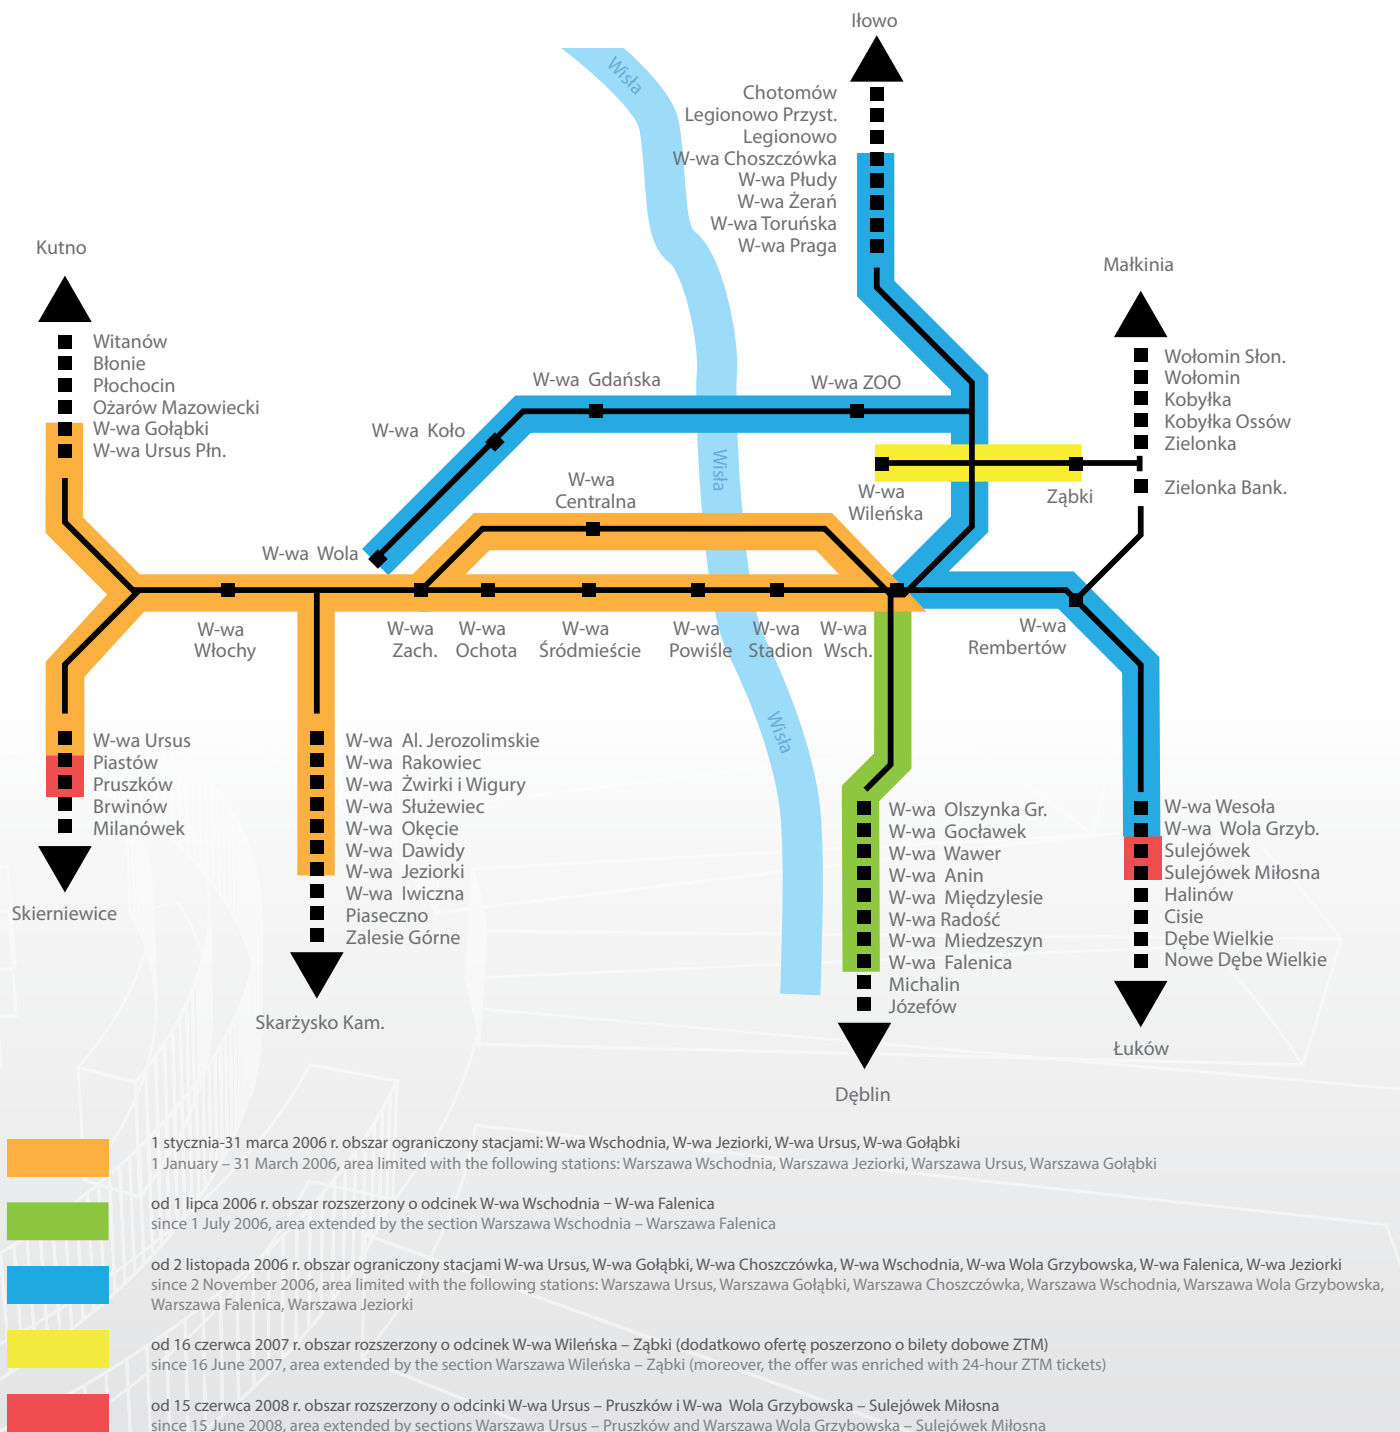 Iłowo
Wisła
Chotomów
Legionowo Przyst.
Legionowo
W-wa Choszczówka
W-wa Płudy
W-wa Żerań
W-wa Toruńska
W-wa Praga
Kutno
Witanów
Błonie
Płochocin
Ożarów Mazowiecki
W-wa Gołąbki
W-wa Ursus Płn.
Małkinia
Wołomin Słon.
Wołomin
Kobyłka
Kobyłka Ossów
Zielonka
Zielonka Bank.
W-wa Gdańska
W-wa ZOO
W-wa Koło
Wisła
W-wa
Centralna
W-wa
Wileńska
Ząbki
W-wa Wola
W-wa
Włochy
W-wa
Zach.
W-wa
Ochota
W-wa
Śródmieście
W-wa
Powiśle
W-wa
Stadion
W-wa
Wsch.
W-wa
Rembertów
Wisła
W-wa Ursus
Piastów
Pruszków
Brwinów
Milanówek
Skierniewice
W-wa Al. Jerozolimskie
W-wa Rakowiec
W-wa Żwirki i Wigury
W-wa Służewiec
W-wa Okęcie
W-wa Dawidy
W-wa Jeziorki
W-wa Iwiczna
Piaseczno
Zalesie Górne
Skarżysko Kam.
W-wa Olszynka Gr.
W-wa Gocławek
W-wa Wawer
W-wa Anin
W-wa Międzylesie
W-wa Radość
W-wa Miedzeszyn
W-wa Falenica
Michalin
Józefów
Dęblin
W-wa Wesoła
W-wa Wola Grzyb.
Sulejówek
Sulejówek Miłosna
Halinów
Cisie
Dębe Wielkie
Nowe Dębe Wielkie
Łuków
1 stycznia-31 marca 2006 r. obszar ograniczony stacjami: W-wa Wschodnia, W-wa Jeziorki, W-wa Ursus, W-wa Gołąbki
1 January – 31 March 2006, area limited with the following stations: Warszawa Wschodnia, Warszawa Jeziorki, Warszawa Ursus, Warszawa Gołąbki
od 1 lipca 2006 r. obszar rozszerzony o odcinek W-wa Wschodnia – W-wa Falenica
since 1 July 2006, area extended by the section Warszawa Wschodnia – Warszawa Falenica
od 2 listopada 2006 r. obszar ograniczony stacjami W-wa Ursus, W-wa Gołąbki, W-wa Choszczówka, W-wa Wschodnia, W-wa Wola Grzybowska, W-wa Falenica, W-wa Jeziorki
since 2 November 2006, area limited with the following stations: Warszawa Ursus, Warszawa Gołąbki, Warszawa Choszczówka, Warszawa Wschodnia, Warszawa Wola Grzybowska,
Warszawa Falenica, Warszawa Jeziorki
od 16 czerwca 2007 r. obszar rozszerzony o odcinek W-wa Wileńska – Ząbki (dodatkowo ofertę poszerzono o bilety dobowe ZTM)
since 16 June 2007, area extended by the section Warszawa Wileńska – Ząbki (moreover, the offer was enriched with 24-hour ZTM tickets)
od 15 czerwca 2008 r. obszar rozszerzony o odcinki W-wa Ursus – Pruszków i W-wa Wola Grzybowska – Sulejówek Miłosna
since 15 June 2008, area extended by sections Warszawa Ursus – Pruszków and Warszawa Wola Grzybowska – Sulejówek Miłosna